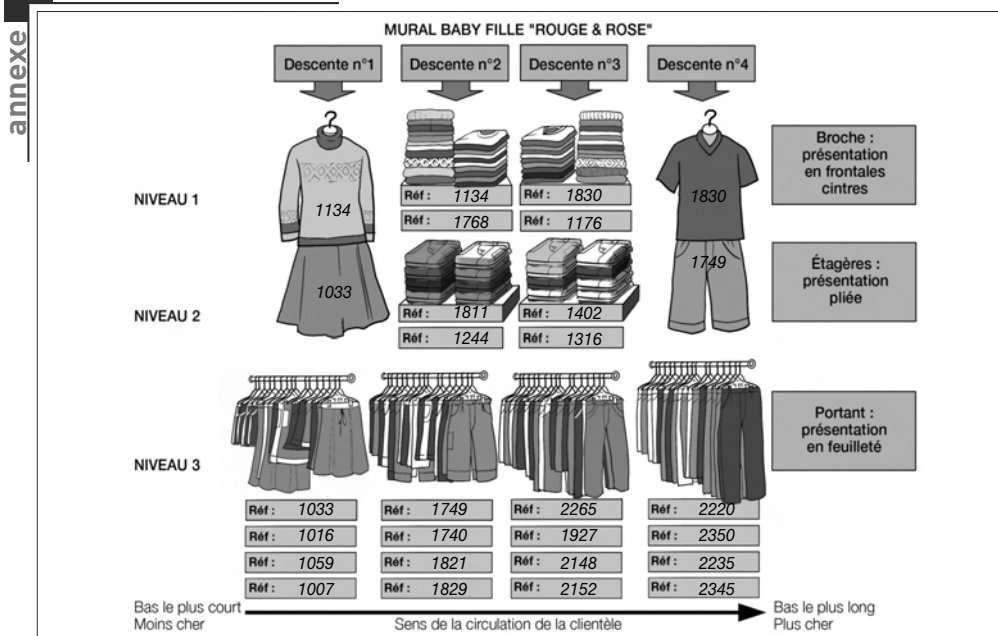 annexe
MURAL BABY FILLE "ROUGE & ROSE"
Descente n°1
Descente n°2
Descente n°3
Descente n°4
Broche :
présentation
en frontales
cintres
NIVEAU 1
1134
1033
Réf : 1134
Réf : 1768
Réf : 1830
Réf : 1176
1830
1749
Étagères :
présentation
pliée
NIVEAU 2
Réf : 1811
Réf : 1244
Réf : 1402
Réf : 1316
Portant :
présentation
en feuilleté
NIVEAU 3
Réf : 1033
Réf : 1016
Réf : 1059
Réf : 1007
Réf : 1749
Réf : 1740
Réf : 1821
Réf : 1829
Réf : 2265
Réf : 1927
Réf : 2148
Réf : 2152
Réf : 2220
Réf : 2350
Réf : 2235
Réf : 2345
Bas le plus court
Moins cher
Sens de la circulation de la clientèle
Bas le plus long
Plus cher